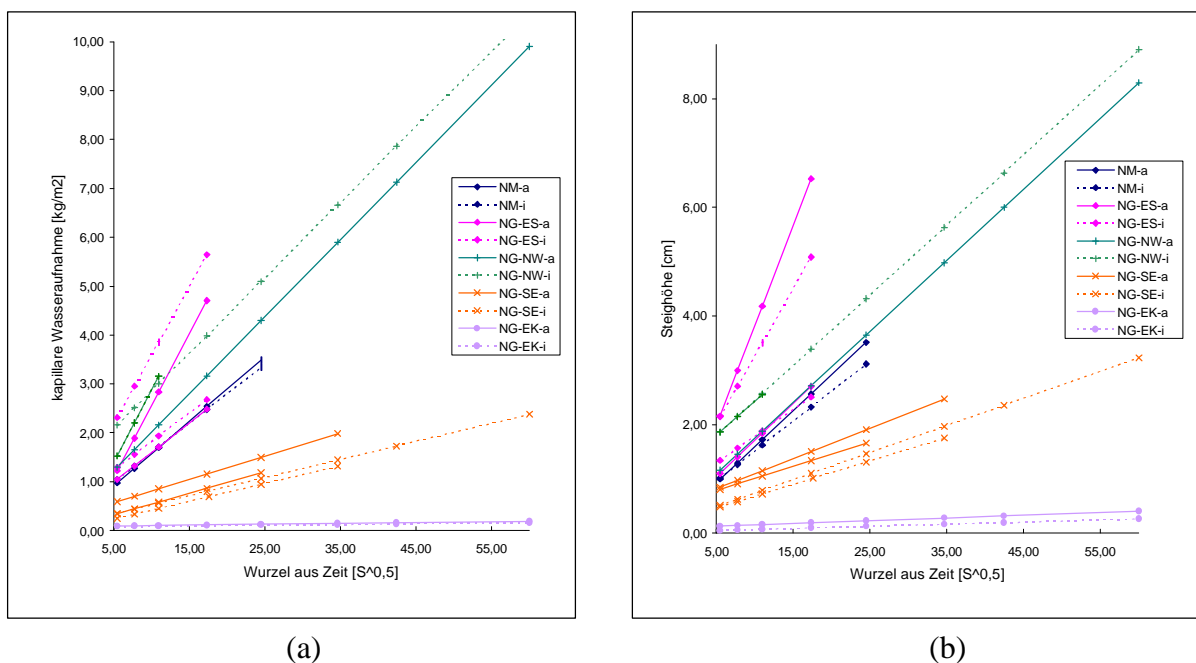 kapillare Wasseraufnahme [kg/m2]
10,00
9,00
8,00
7,00
6,00
5,00
4,00
3,00
2,00
1,00
0,00
5,00 15,00 25,00 35,00 45,00 55,00
Wurzel aus Zeit [S^0,5]
NM-a
NM-i
NG-ES-a
NG-ES-i
NG-NW-a
NG-NW-i
NG-SE-a
NG-SE-i
NG-EK-a
NG-EK-i
(a)
Steighöhe [cm]
8,00
6,00
4,00
2,00
0,00
5,00 15,00 25,00 35,00 45,00 55,00
Wurzel aus Zeit [S^0,5]
NM-a
NM-i
NG-ES-a
NG-ES-i
NG-NW-a
NG-NW-i
NG-SE-a
NG-SE-i
NG-EK-a
NG-EK-i
(b)